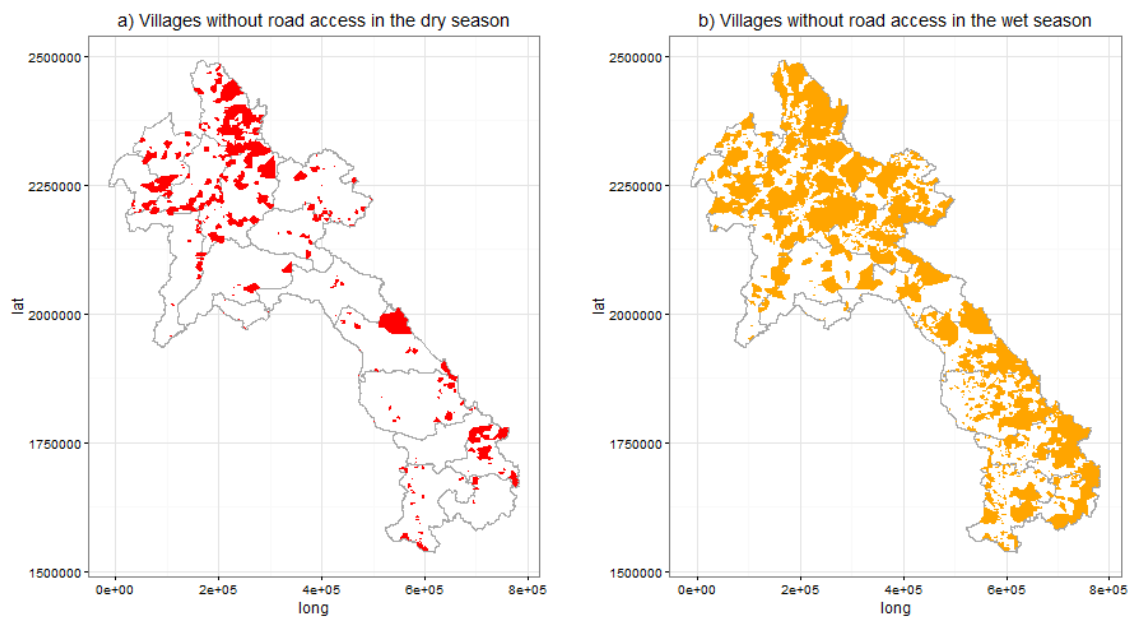 a) Villages without road access in the dry season
2500000
2250000
2000000
1750000
1500000
lat
0e+00 2e+05 4e+05 6e+05 8e+05
long
b) Villages without road access in the wet season
2500000
2250000
2000000
1750000
1500000
lat
0e+00 2e+05 4e+05 6e+05 8e+05
long